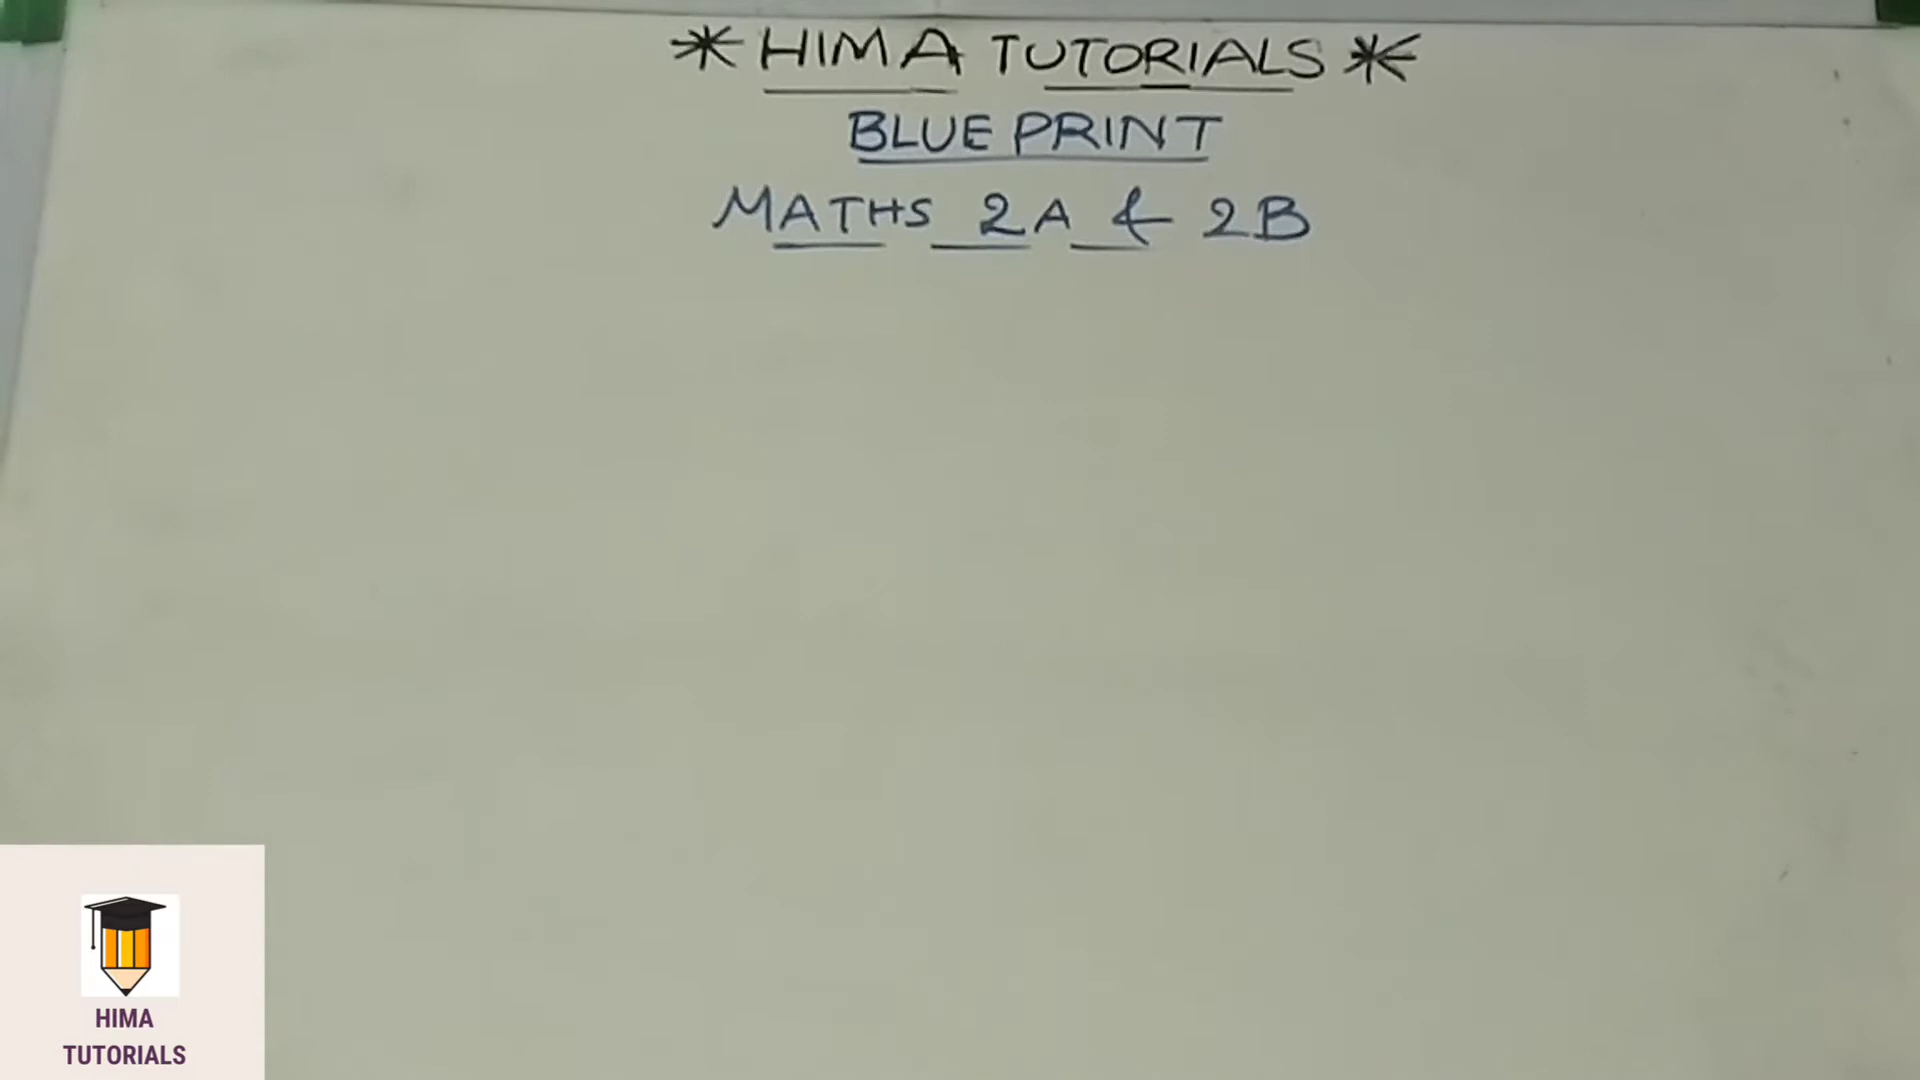 * HIMA TUTORIALS *
BLUE PRINT
MATHS 2A & 2B
HIMA
TUTORIALS